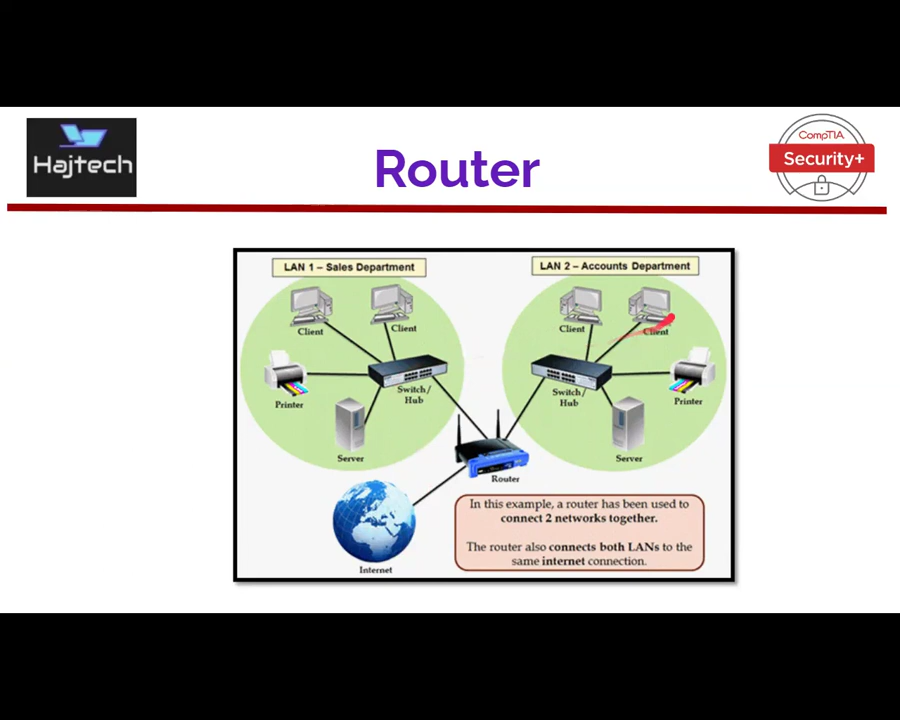 Hajtech
Router
CompTIA
Security+
LAN 1 – Sales Department
LAN 2 – Accounts Department
Client
Client
Client
Client
Printer
Switch/
Hub
Switch/
Hub
Printer
Server
Server
Router
Internet
In this example, a router has been used to
connect 2 networks together.
The router also connects both LANs to the
same internet connection.